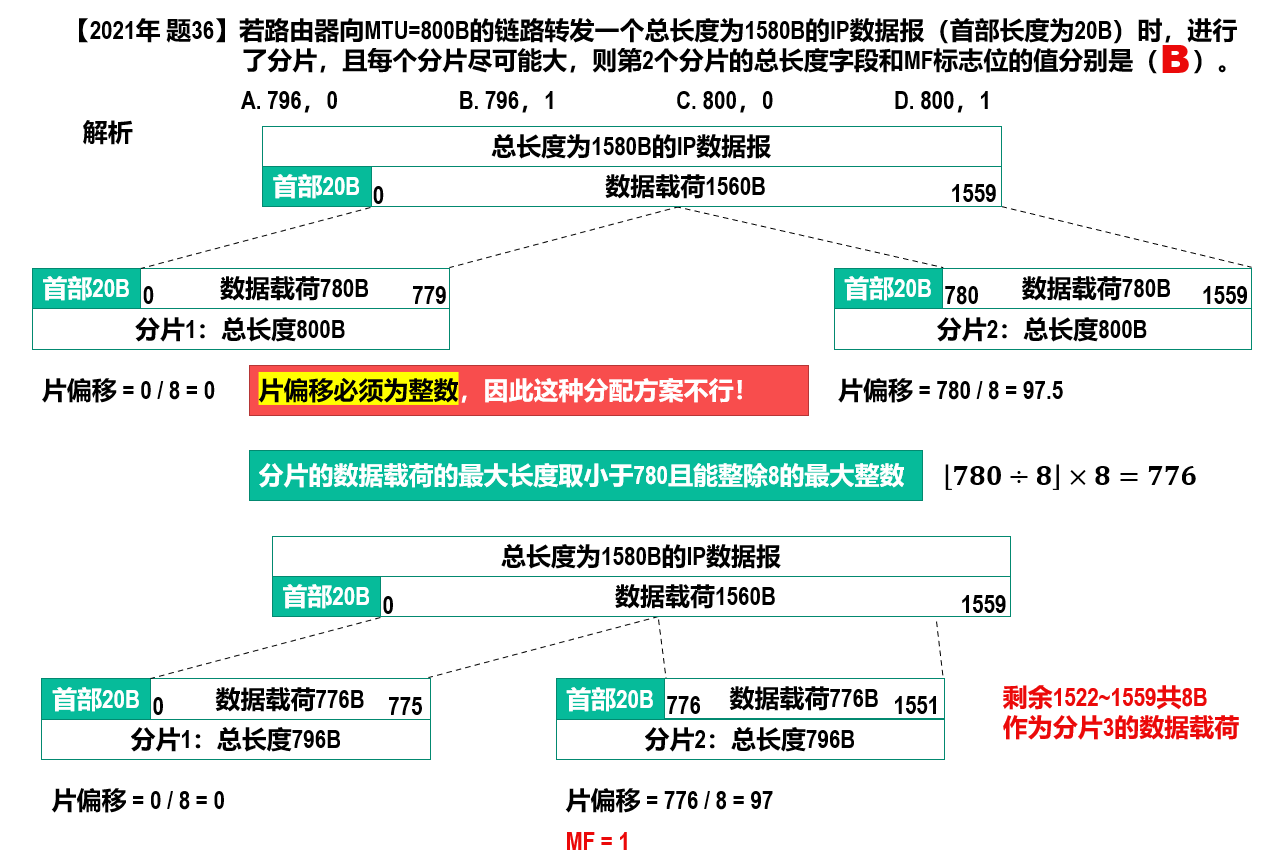 【2021年 题36】若路由器向MTU=800B的链路转发一个总长度为1580B的IP数据报（首部长度为20B）时，进行
了分片，且每个分片尽可能大，则第2个分片的总长度字段和MF标志位的值分别是（B）。
A. 796，0 B. 796，1 C. 800，0 D. 800，1
解析
总长度为1580B的IP数据报
首部20B 0 数据载荷1560B 1559
首部20B 0 数据载荷780B 779
分片1：总长度800B
首部20B 780 数据载荷780B 1559
分片2：总长度800B
片偏移 = 0 / 8 = 0
片偏移必须为整数，因此这种分配方案不行！
片偏移 = 780 / 8 = 97.5
分片的数据载荷的最大长度取小于780且能整除8的最大整数
⌊780 ÷ 8⌋ × 8 = 776
总长度为1580B的IP数据报
首部20B 0 数据载荷1560B 1559
首部20B 0 数据载荷776B 775
分片1：总长度796B
首部20B 776 数据载荷776B 1551
分片2：总长度796B
剩余1522~1559共8B
作为分片3的数据载荷
片偏移 = 0 / 8 = 0
片偏移 = 776 / 8 = 97
MF = 1